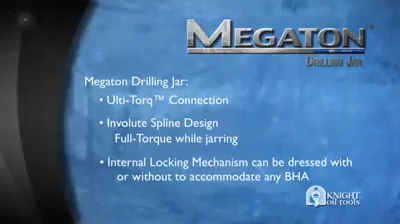 MEGATON™
DRILLING JAR
Megaton Drilling Jar:
• Ulti-Torq™ Connection
• Involute Spline Design
Full-Torque while jarring
• Internal Locking Mechanism can be dressed with
or without to accommodate any BHA
KNIGHT
oil tools